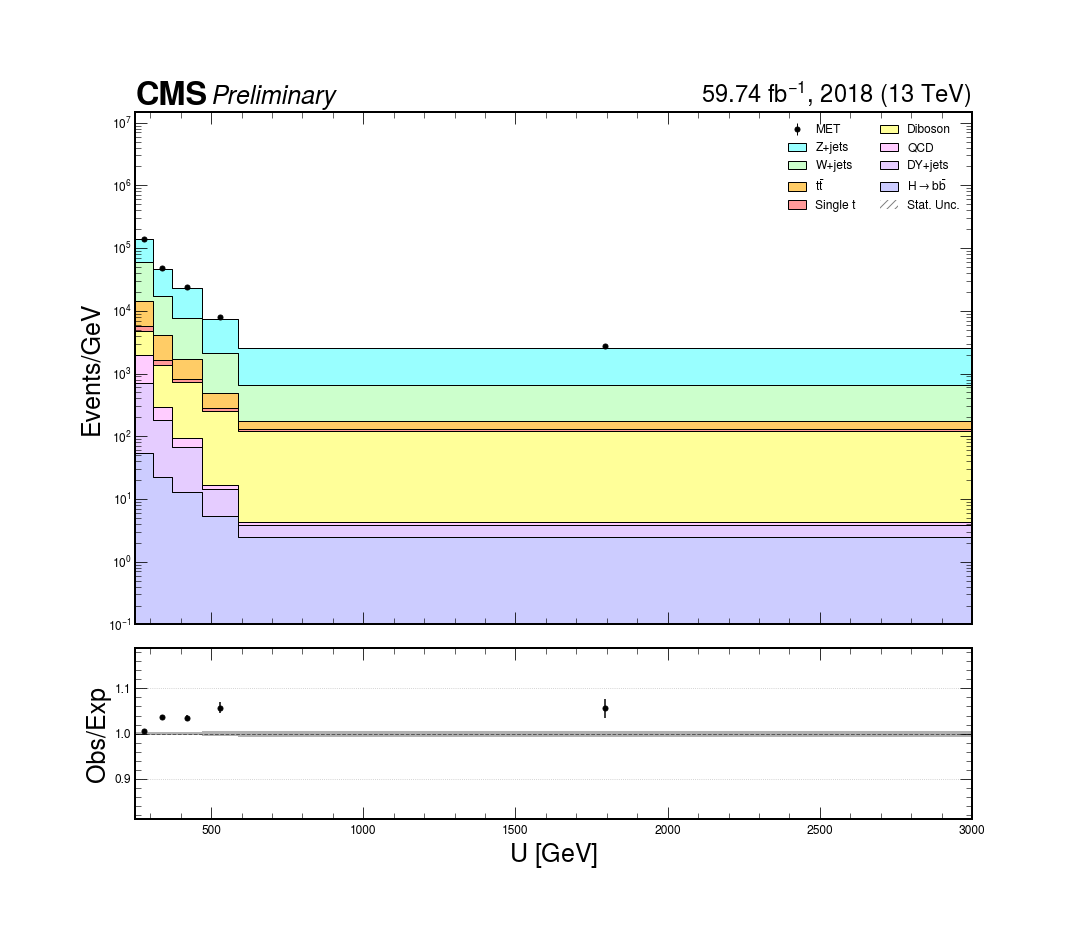 CMS Preliminary 59.74 fb⁻¹, 2018 (13 TeV)
MET Diboson
Z+jets QCD
W+jets DY+jets
tt̄ H→bb̄
Single t Stat. Unc.
10⁷
10⁶
10⁵
10⁴
10³
10²
10¹
10⁰
10⁻¹
Events/GeV
1.1
1.0
0.9
Obs/Exp
500 1000 1500 2000 2500 3000
U [GeV]